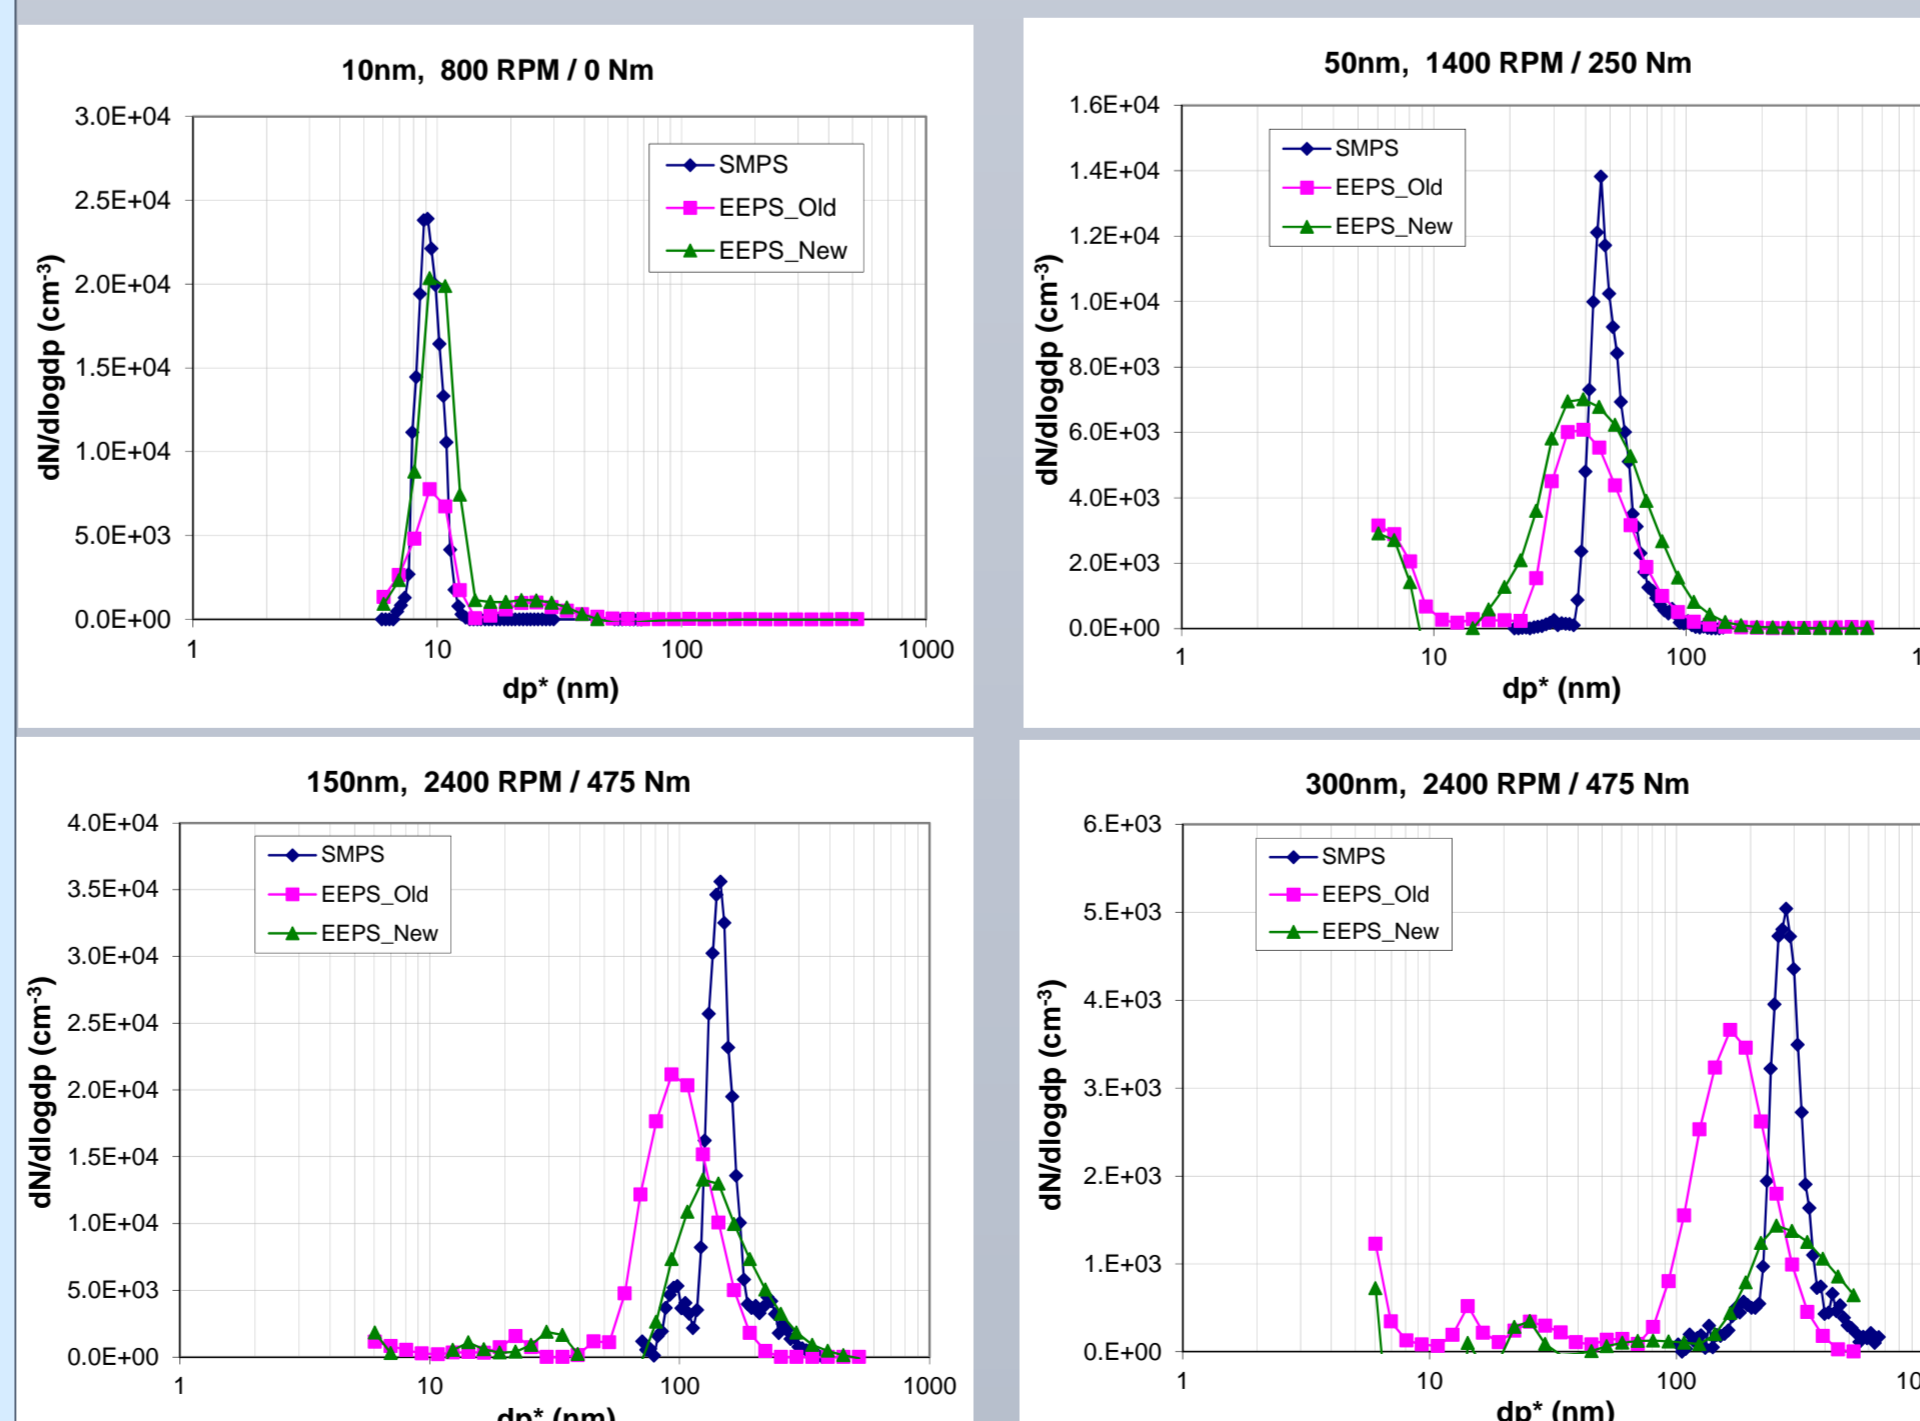 10nm,  800 RPM / 0 Nm
3.0E+04
2.5E+04
2.0E+04
1.5E+04
1.0E+04
5.0E+03
0.0E+00
dN/dlogdp (cm-3)
SMPS
EEPS_Old
EEPS_New
1 10 100 1000
dp* (nm)
50nm,  1400 RPM / 250 Nm
1.6E+04
1.4E+04
1.2E+04
1.0E+04
8.0E+03
6.0E+03
4.0E+03
2.0E+03
0.0E+00
dN/dlogdp (cm-3)
SMPS
EEPS_Old
EEPS_New
1 10 100
dp* (nm)
150nm,  2400 RPM / 475 Nm
4.0E+04
3.5E+04
3.0E+04
2.5E+04
2.0E+04
1.5E+04
1.0E+04
5.0E+03
0.0E+00
dN/dlogdp (cm-3)
SMPS
EEPS_Old
EEPS_New
1 10 100 1000
dp* (nm)
300nm,  2400 RPM / 475 Nm
6.E+03
5.E+03
4.E+03
3.E+03
2.E+03
1.E+03
0.E+00
dN/dlogdp (cm-3)
SMPS
EEPS_Old
EEPS_New
1 10 100
dp* (nm)